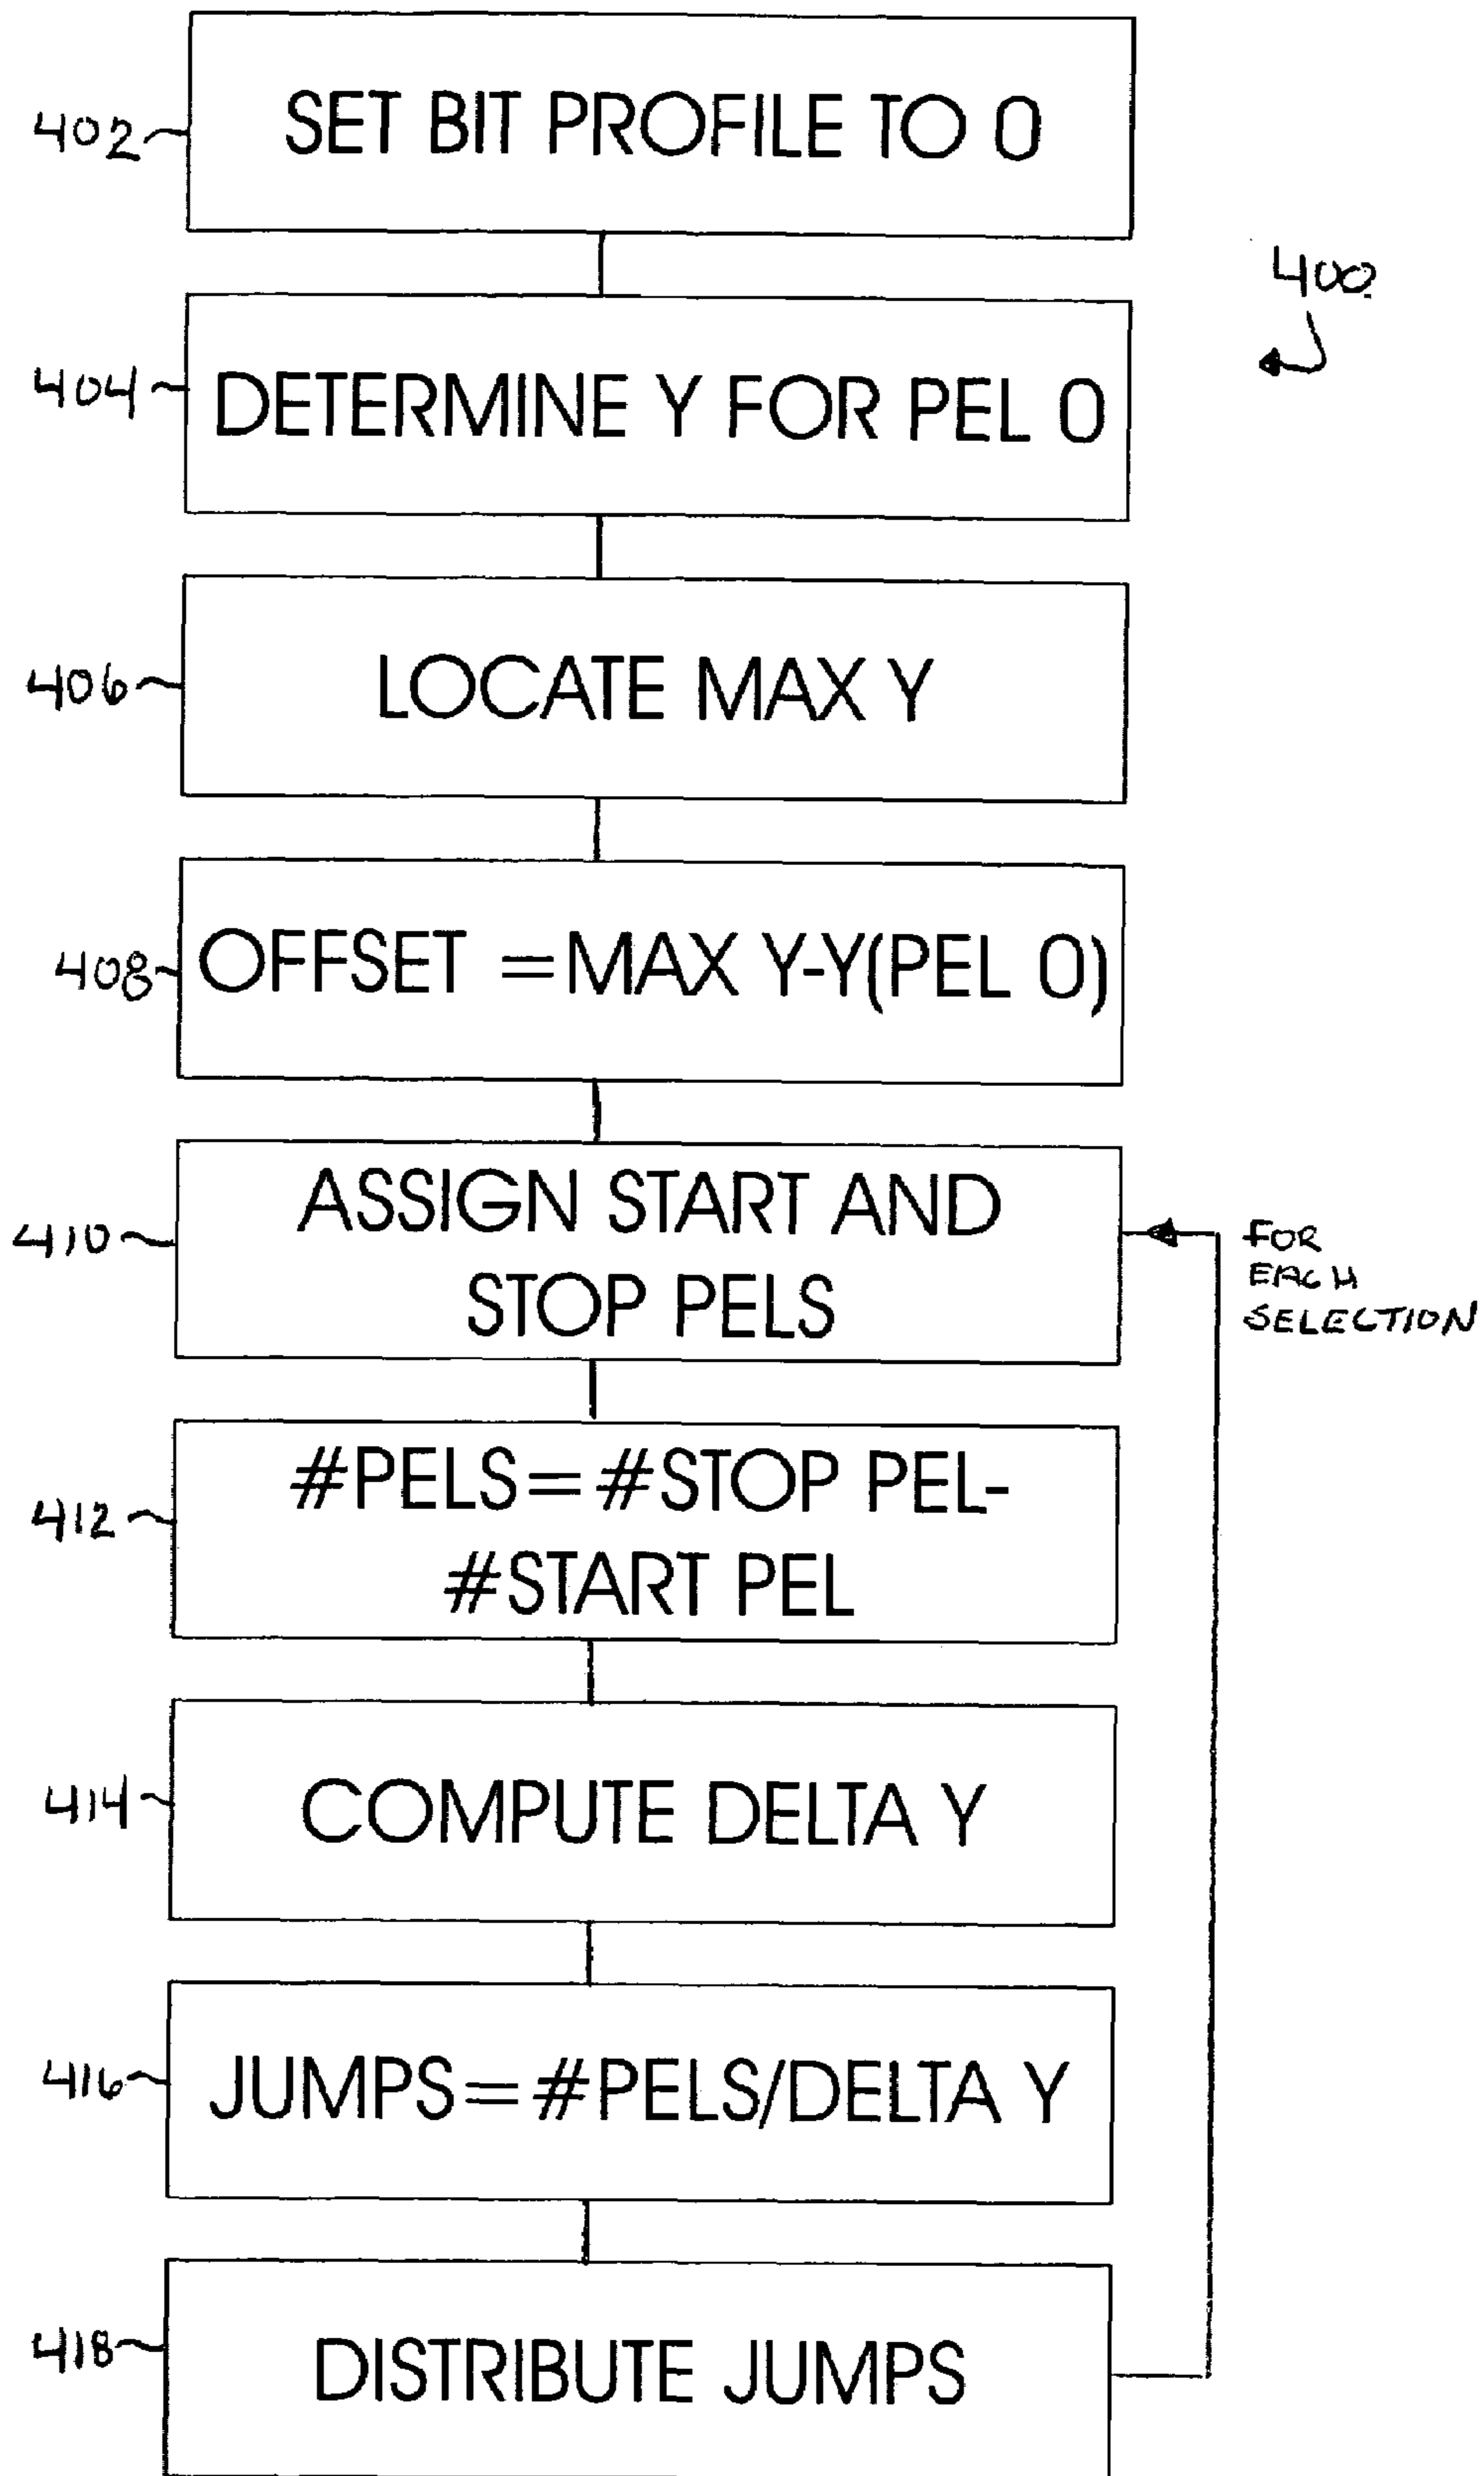 402
SET BIT PROFILE TO 0
400
404
DETERMINE Y FOR PEL 0
406
LOCATE MAX Y
408
OFFSET =MAX Y-Y(PEL 0)
410
ASSIGN START AND
STOP PELS
FOR
EACH
SELECTION
412
#PELS=#STOP PEL-
#START PEL
414
COMPUTE DELTA Y
416
JUMPS=#PELS/DELTA Y
418
DISTRIBUTE JUMPS